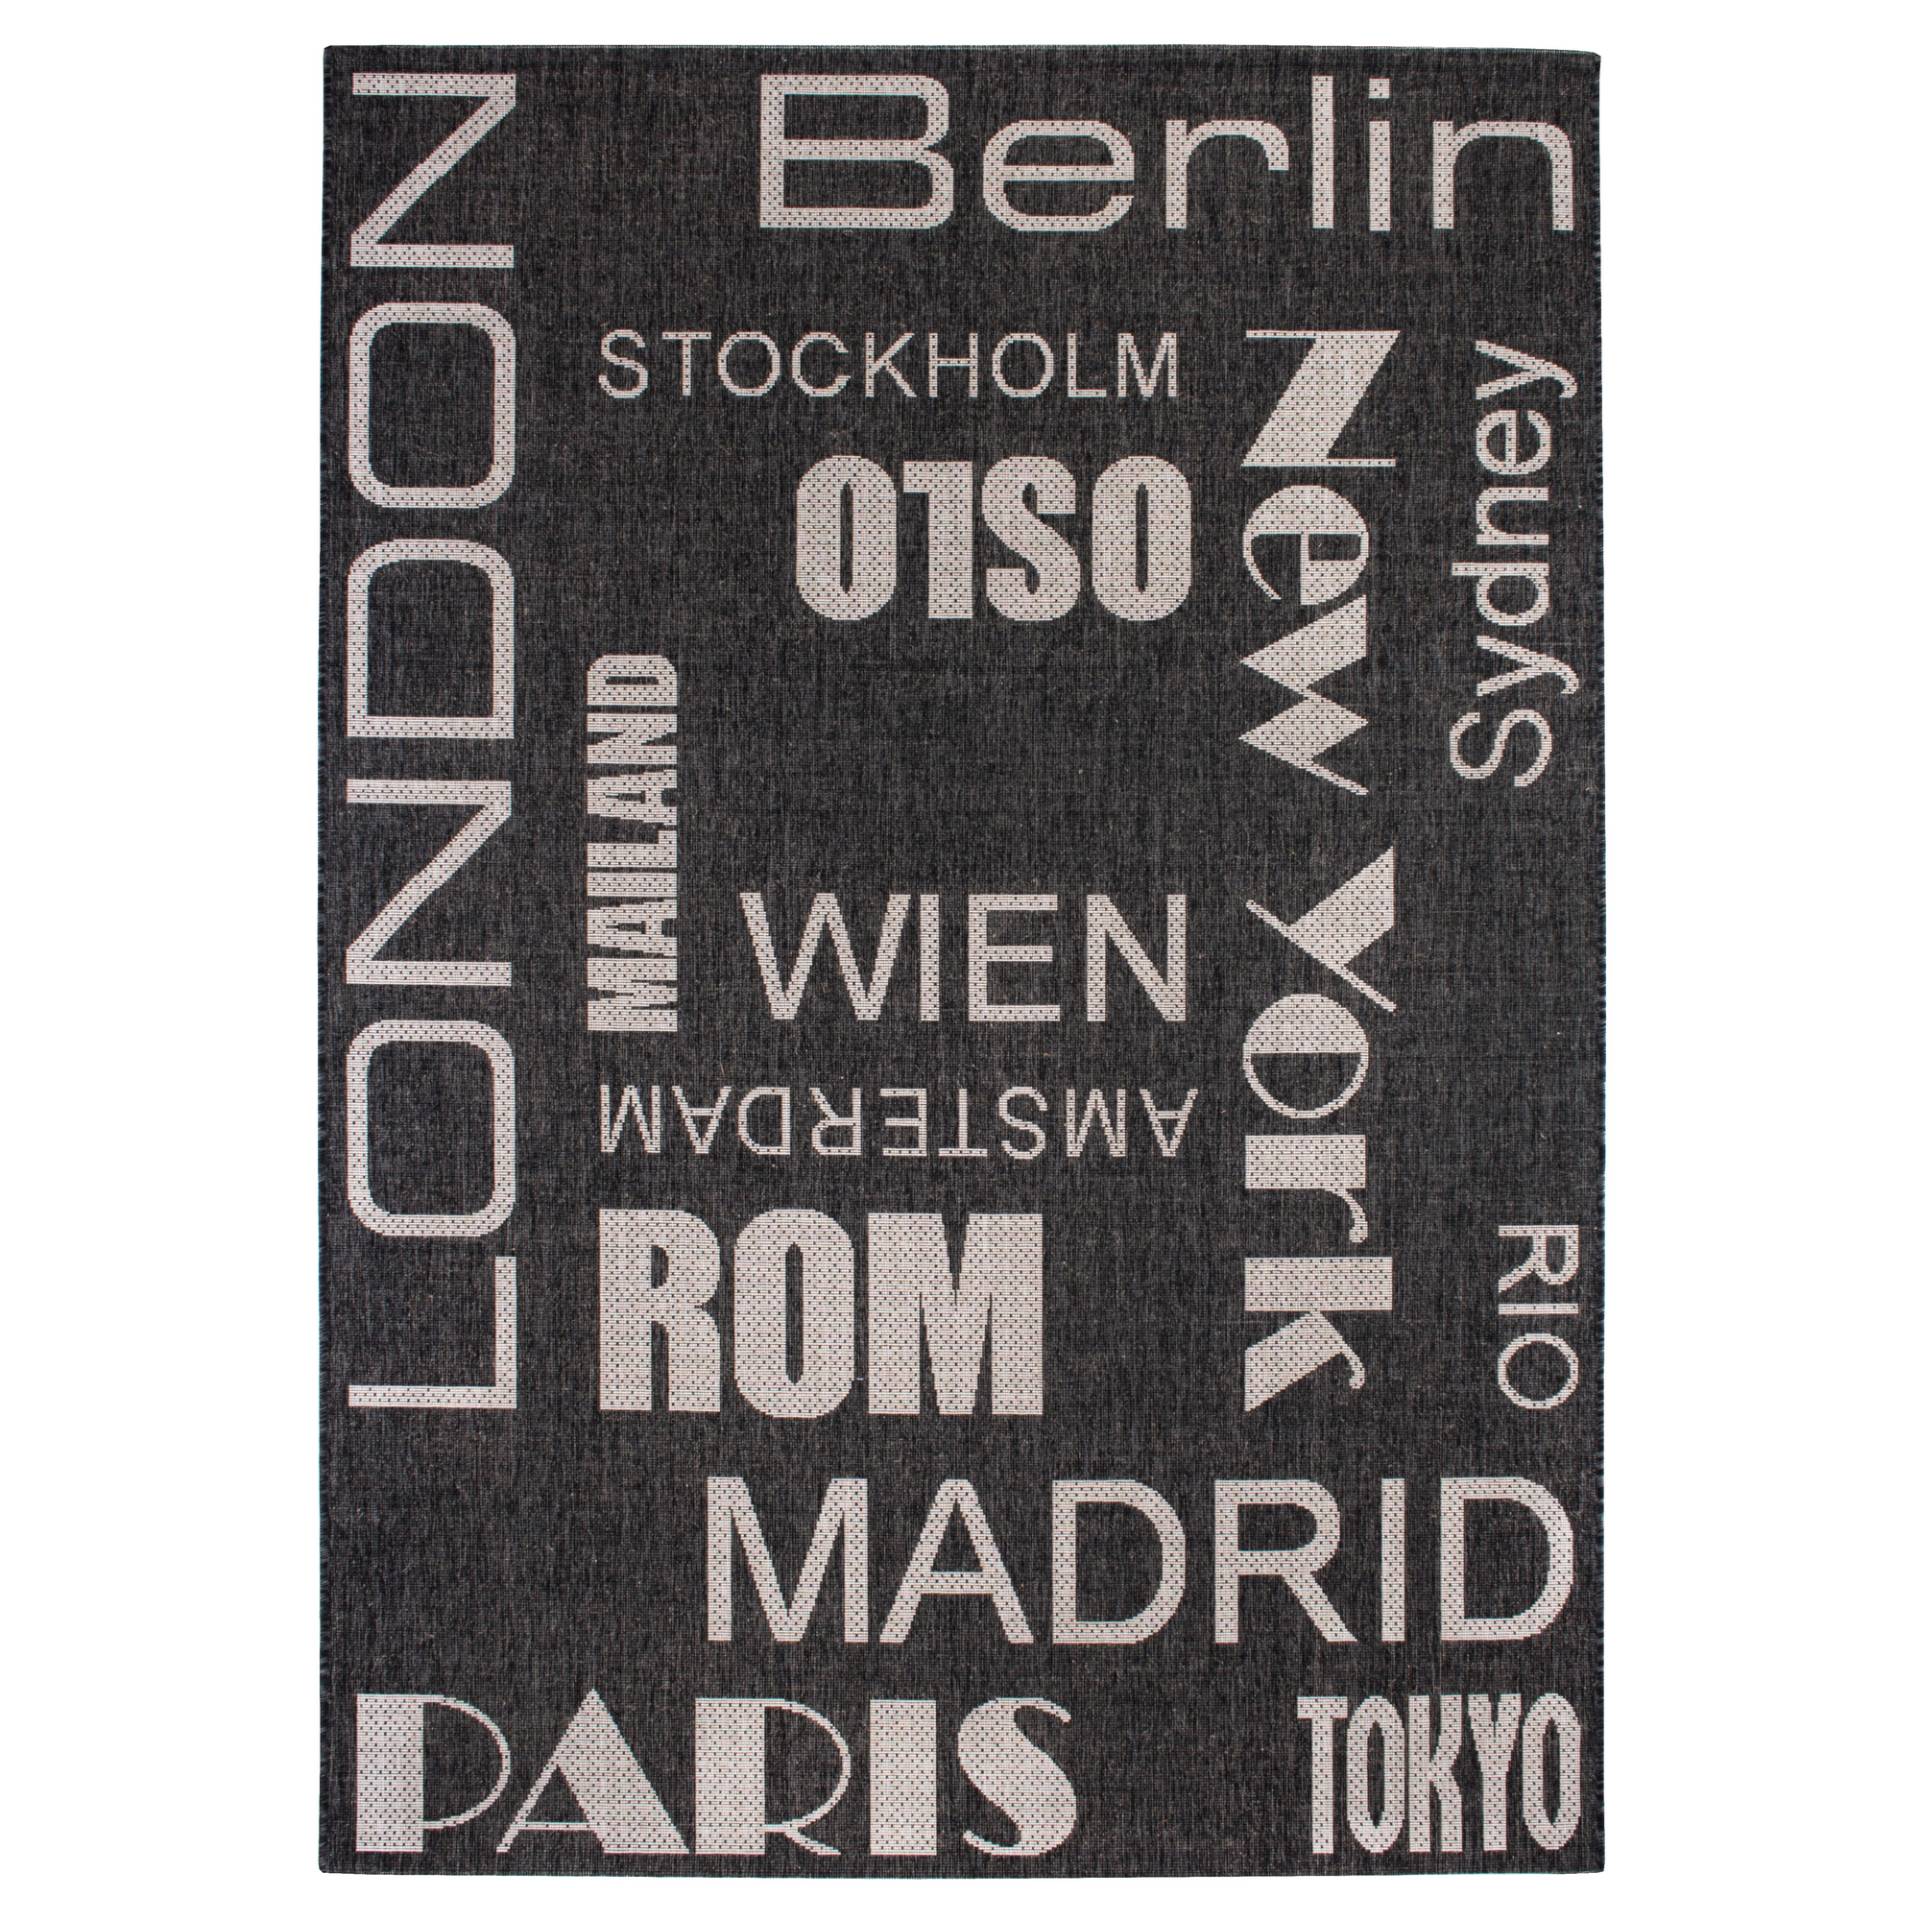 LONDON
Berlin
STOCKHOLM
OSLO
New York
Sydney
MAILAND
WIEN
AMSTERDAM
ROM
RIO
MADRID
PARIS
TOKYO